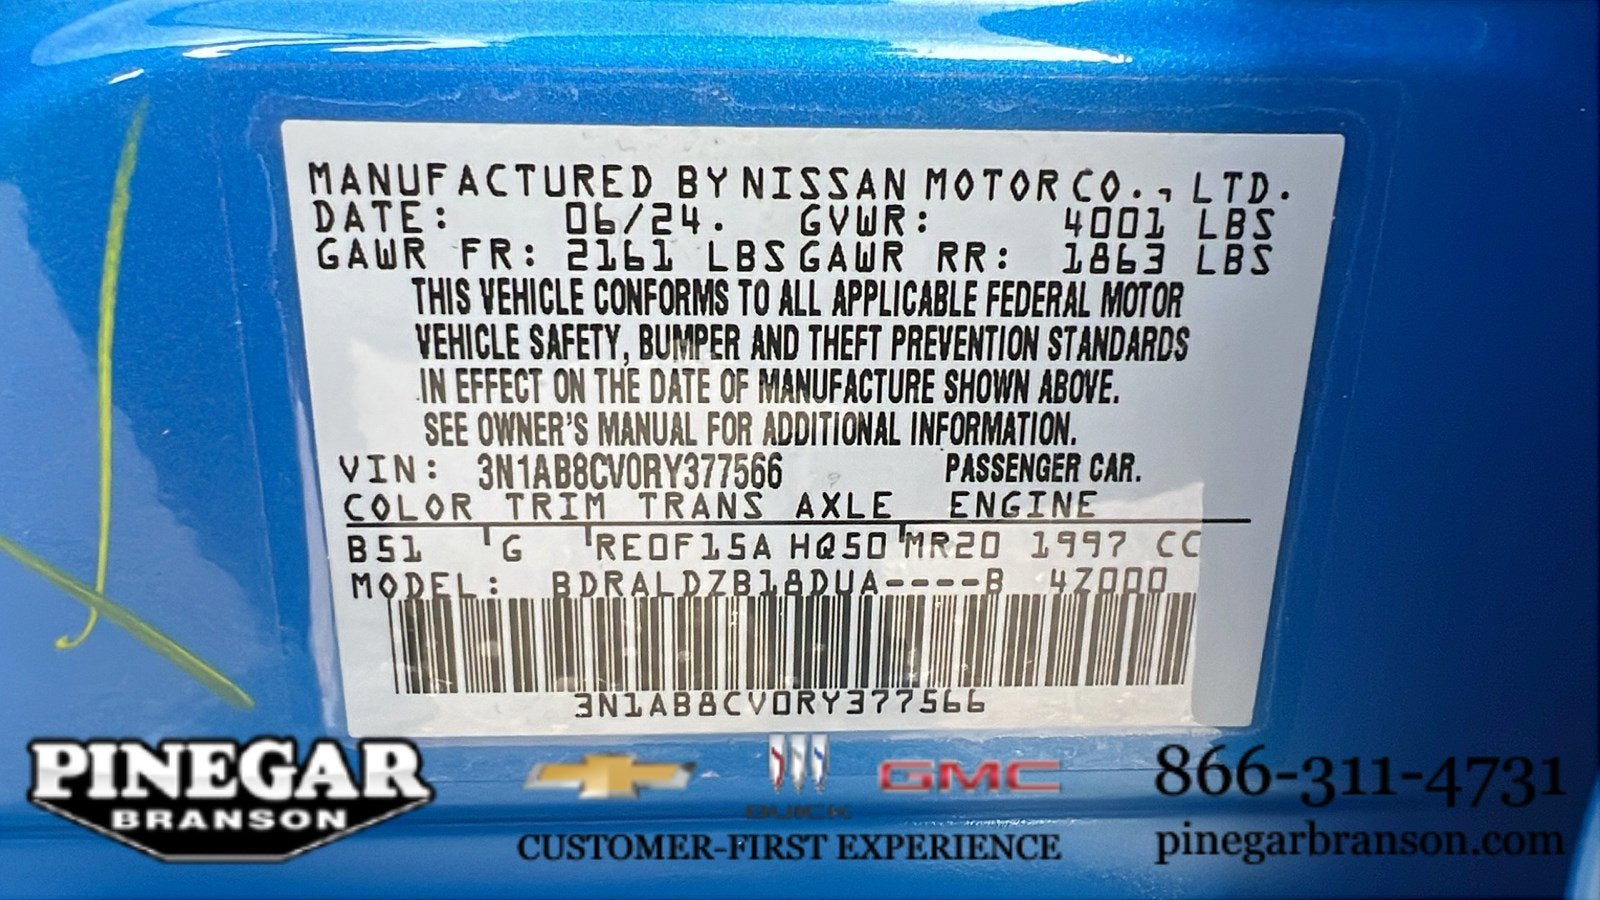 MANUFACTURED BY NISSAN MOTOR CO., LTD.
DATE: 06/24. GVWR: 4001 LBS
GAWR FR: 2161 LBS GAWR RR: 1863 LBS
THIS VEHICLE CONFORMS TO ALL APPLICABLE FEDERAL MOTOR
VEHICLE SAFETY, BUMPER AND THEFT PREVENTION STANDARDS
IN EFFECT ON THE DATE OF MANUFACTURE SHOWN ABOVE.
SEE OWNER'S MANUAL FOR ADDITIONAL INFORMATION.
VIN: 3N1AB8CV0RY377566 PASSENGER CAR.
COLOR TRIM TRANS AXLE ENGINE
B51 G RE0F15A HQ50 MR20 1997 CC
MODEL: BDRALDZB18DUA----B 4Z000
3N1AB8CV0RY377566
PINEGAR
BRANSON
BUICK
GMC
CUSTOMER-FIRST EXPERIENCE
866-311-4731
pinegarbranson.com